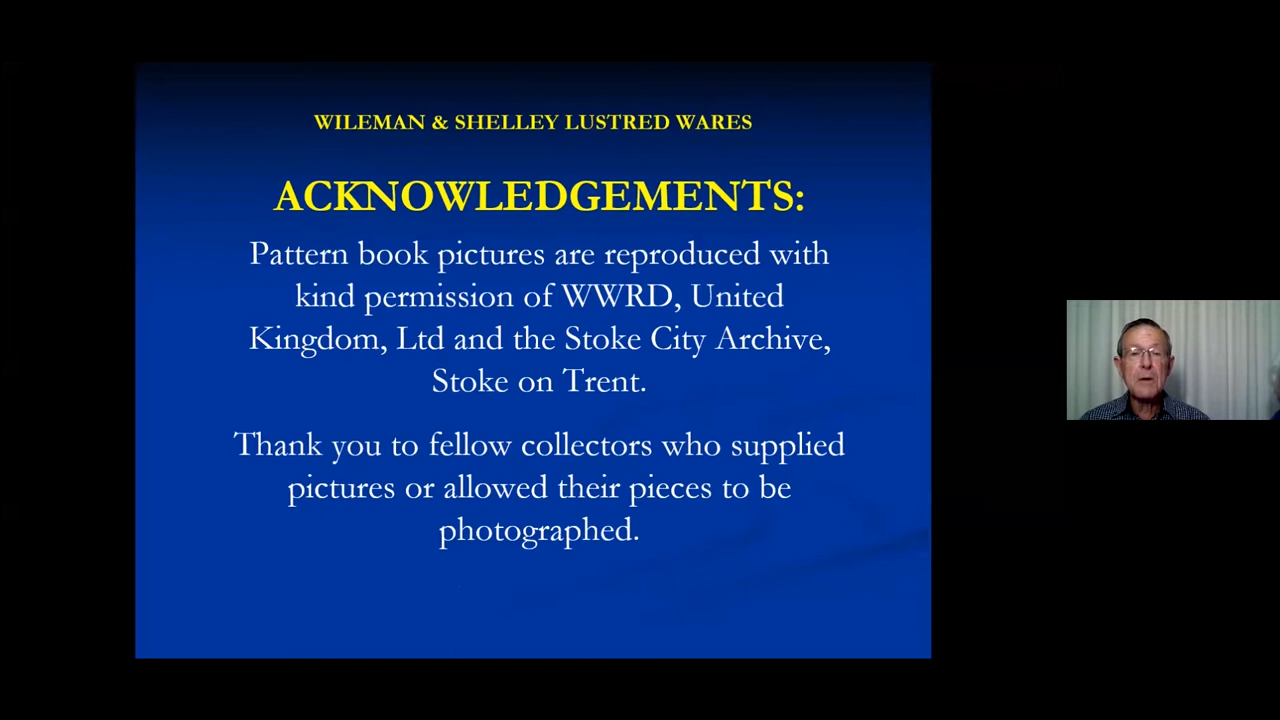 WILEMAN & SHELLEY LUSTRED WARES
ACKNOWLEDGEMENTS:
Pattern book pictures are reproduced with
kind permission of WWRD, United
Kingdom, Ltd and the Stoke City Archive,
Stoke on Trent.
Thank you to fellow collectors who supplied
pictures or allowed their pieces to be
photographed.